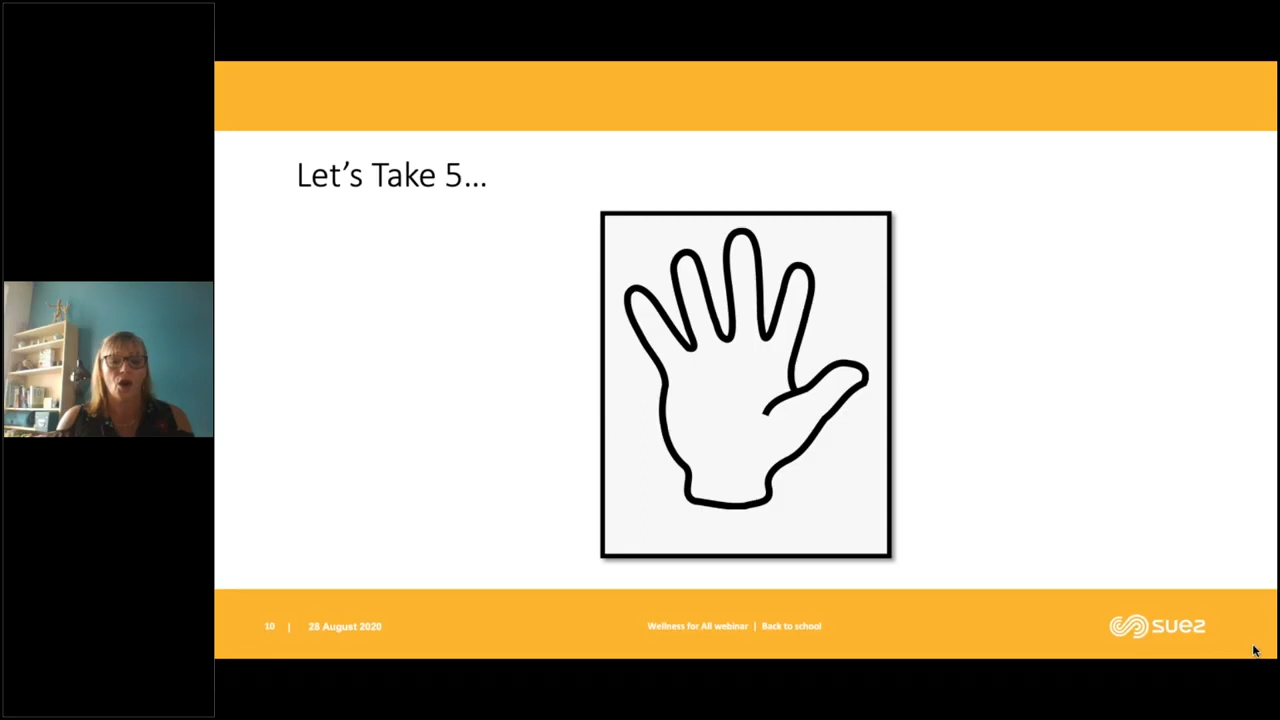 Let’s Take 5…
10 | 28 August 2020
Wellness for All webinar | Back to school
suez